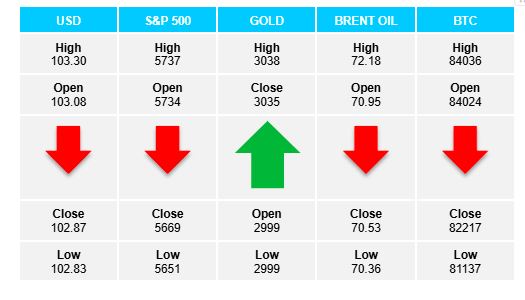 USD S&P 500 GOLD BRENT OIL BTC
High High High High High
103.30 5737 3038 72.18 84036
Open Open Close Open Open
103.08 5734 3035 70.95 84024
Close Close Open Close Close
102.87 5669 2999 70.53 82217
Low Low Low Low Low
102.83 5651 2999 70.36 81137